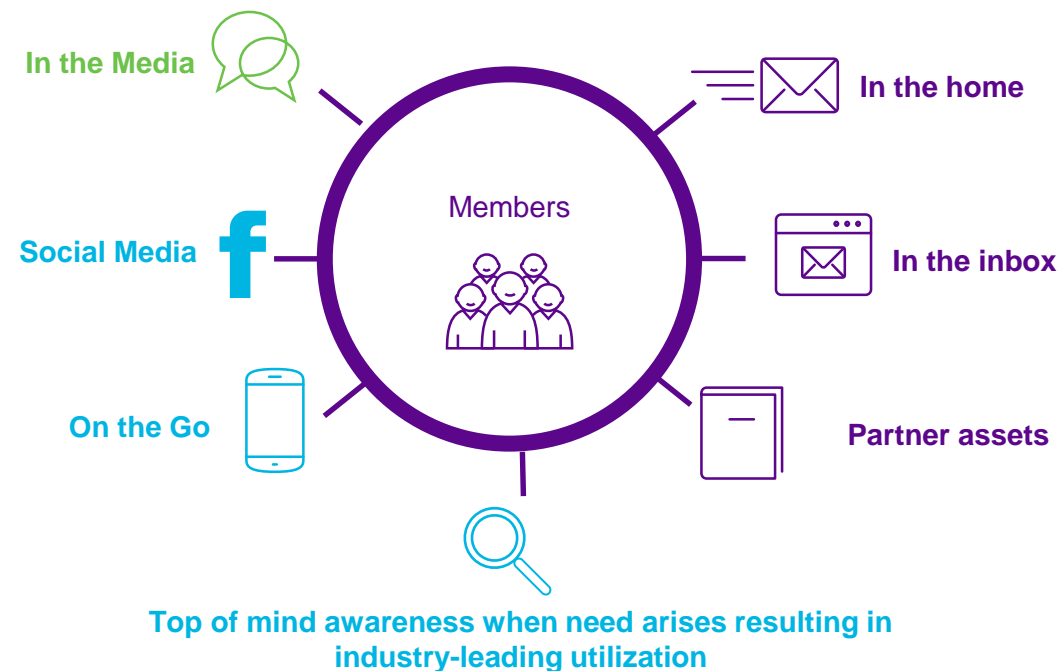 In the Media
In the home
Members
Social Media
In the inbox
On the Go
Partner assets
Top of mind awareness when need arises resulting in
industry-leading utilization